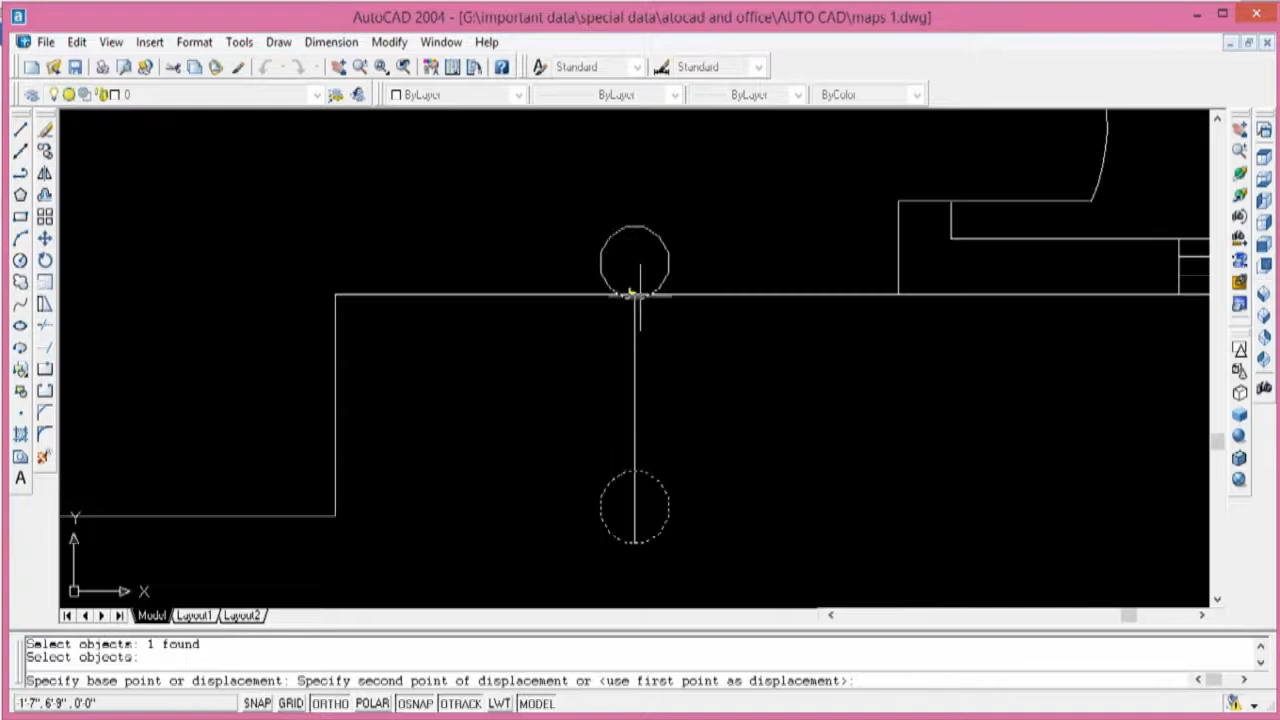 AutoCAD 2004 - [G:\important data\special data\atocad and office\AUTO CAD\maps 1.dwg]
File Edit View Insert Format Tools Draw Dimension Modify Window Help
Standard Standard
0 ByLayer ByLayer ByLayer ByColor
A
Y
X
Model Layout1 Layout2
Select objects: 1 found
Select objects:
Specify base point or displacement: Specify second point of displacement or <use first point as displacement>:
-1'-7", 6'-9" , 0'-0" SNAP GRID ORTHO POLAR OSNAP OTRACK LWT MODEL